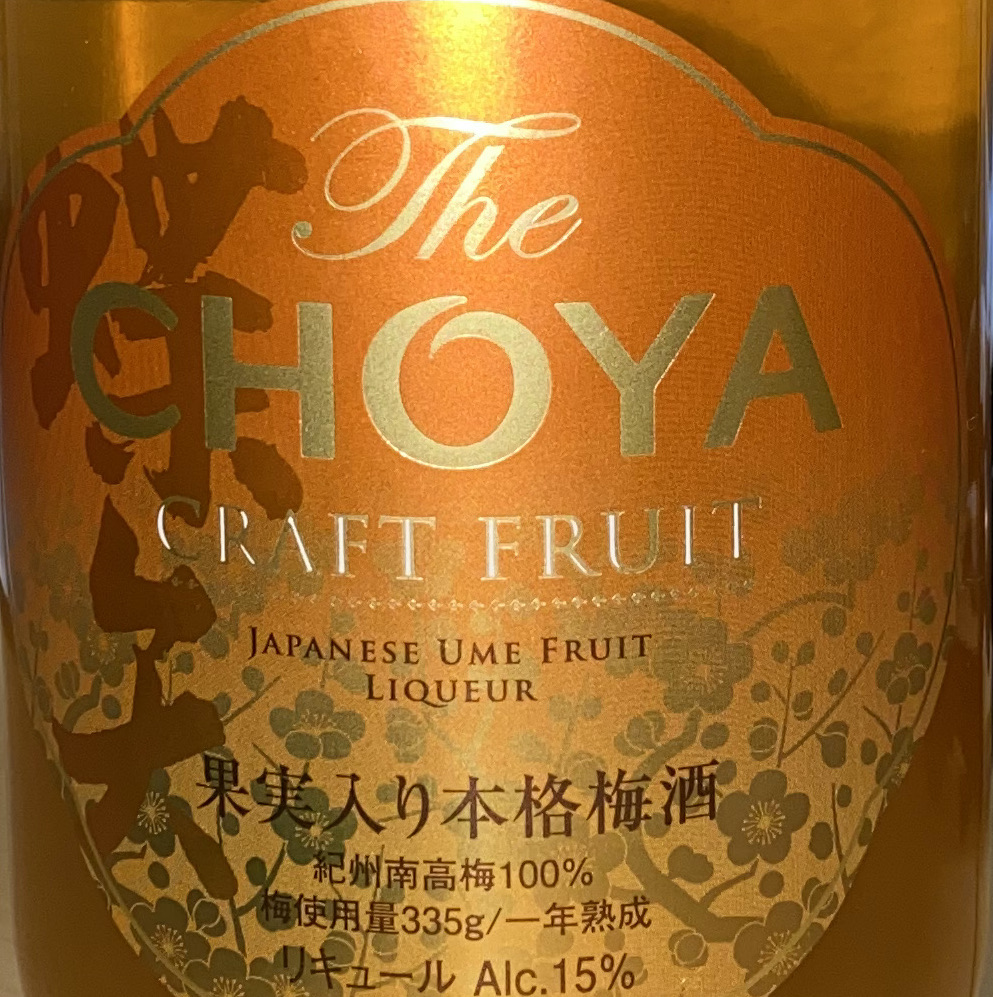 The
CHOYA
CRAFT FRUIT
JAPANESE UME FRUIT
LIQUEUR
果実入り本格梅酒
紀州南高梅100%
梅使用量335g/一年熟成
リキュール Alc.15%